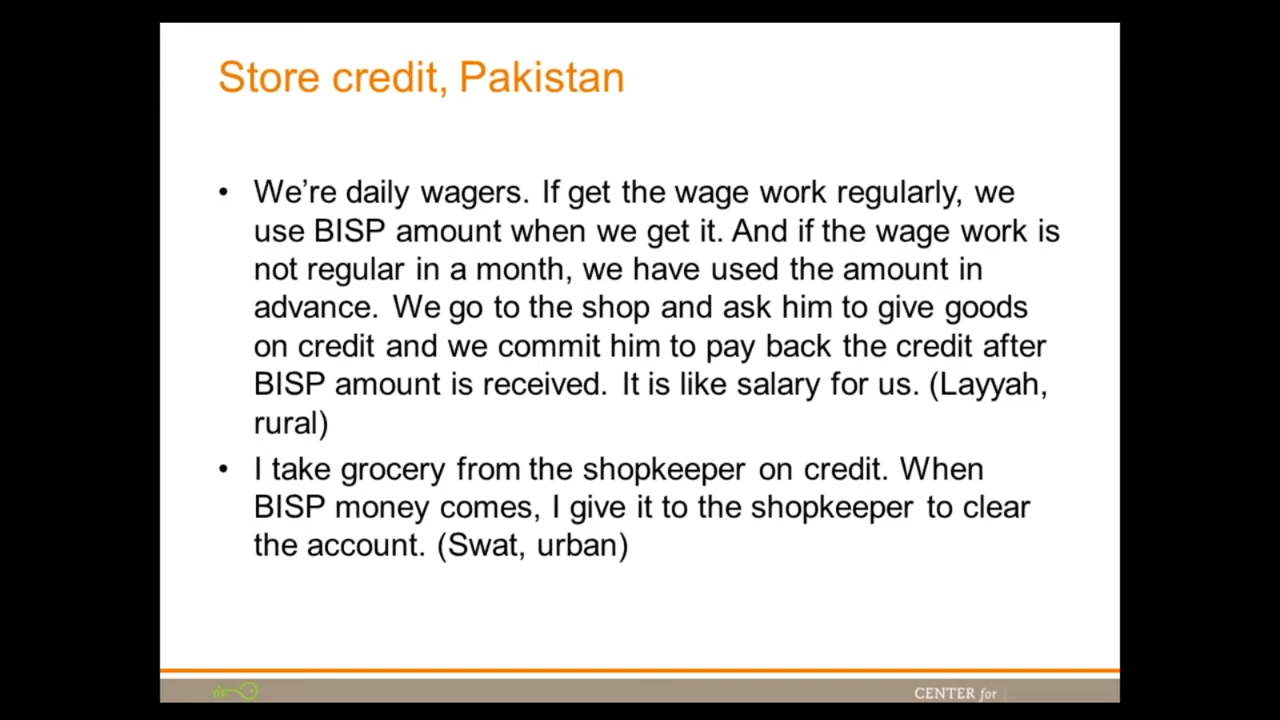 Store credit, Pakistan
• We’re daily wagers. If get the wage work regularly, we
use BISP amount when we get it. And if the wage work is
not regular in a month, we have used the amount in
advance. We go to the shop and ask him to give goods
on credit and we commit him to pay back the credit after
BISP amount is received. It is like salary for us. (Layyah,
rural)
• I take grocery from the shopkeeper on credit. When
BISP money comes, I give it to the shopkeeper to clear
the account. (Swat, urban)
CENTER for